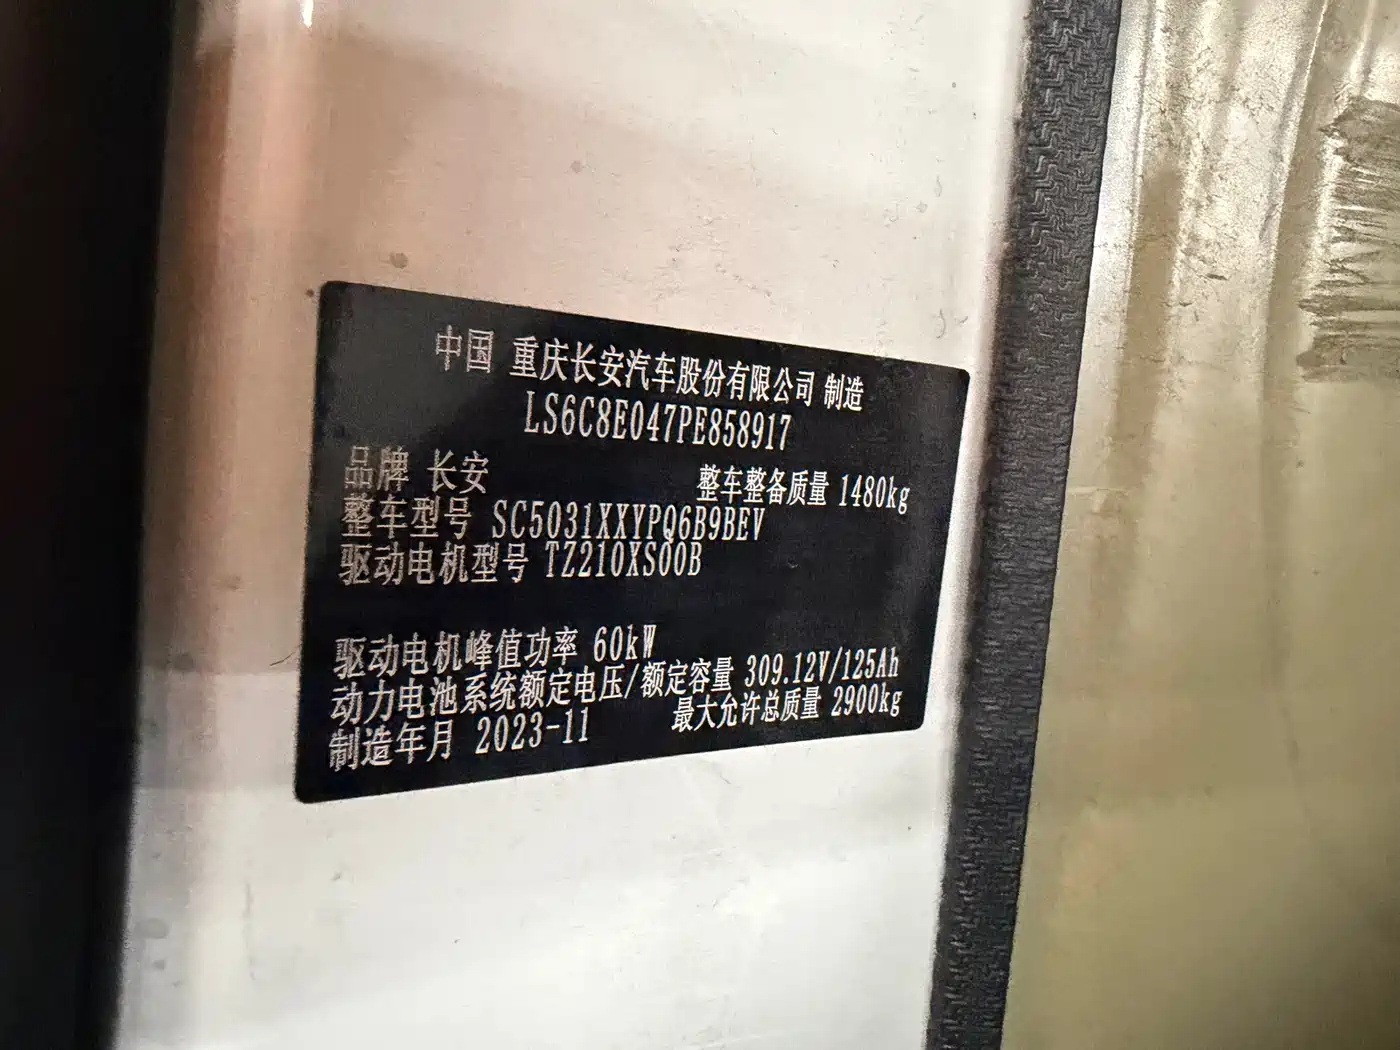 中国 重庆长安汽车股份有限公司 制造
LS6C8E047PE858917
品牌 长安 整车整备质量 1480kg
整车型号 SC5031XXYPQ6B9BEV
驱动电机型号 TZ210XS00B
驱动电机峰值功率 60kW
动力电池系统额定电压/额定容量 309.12V/125Ah
制造年月 2023-11 最大允许总质量 2900kg